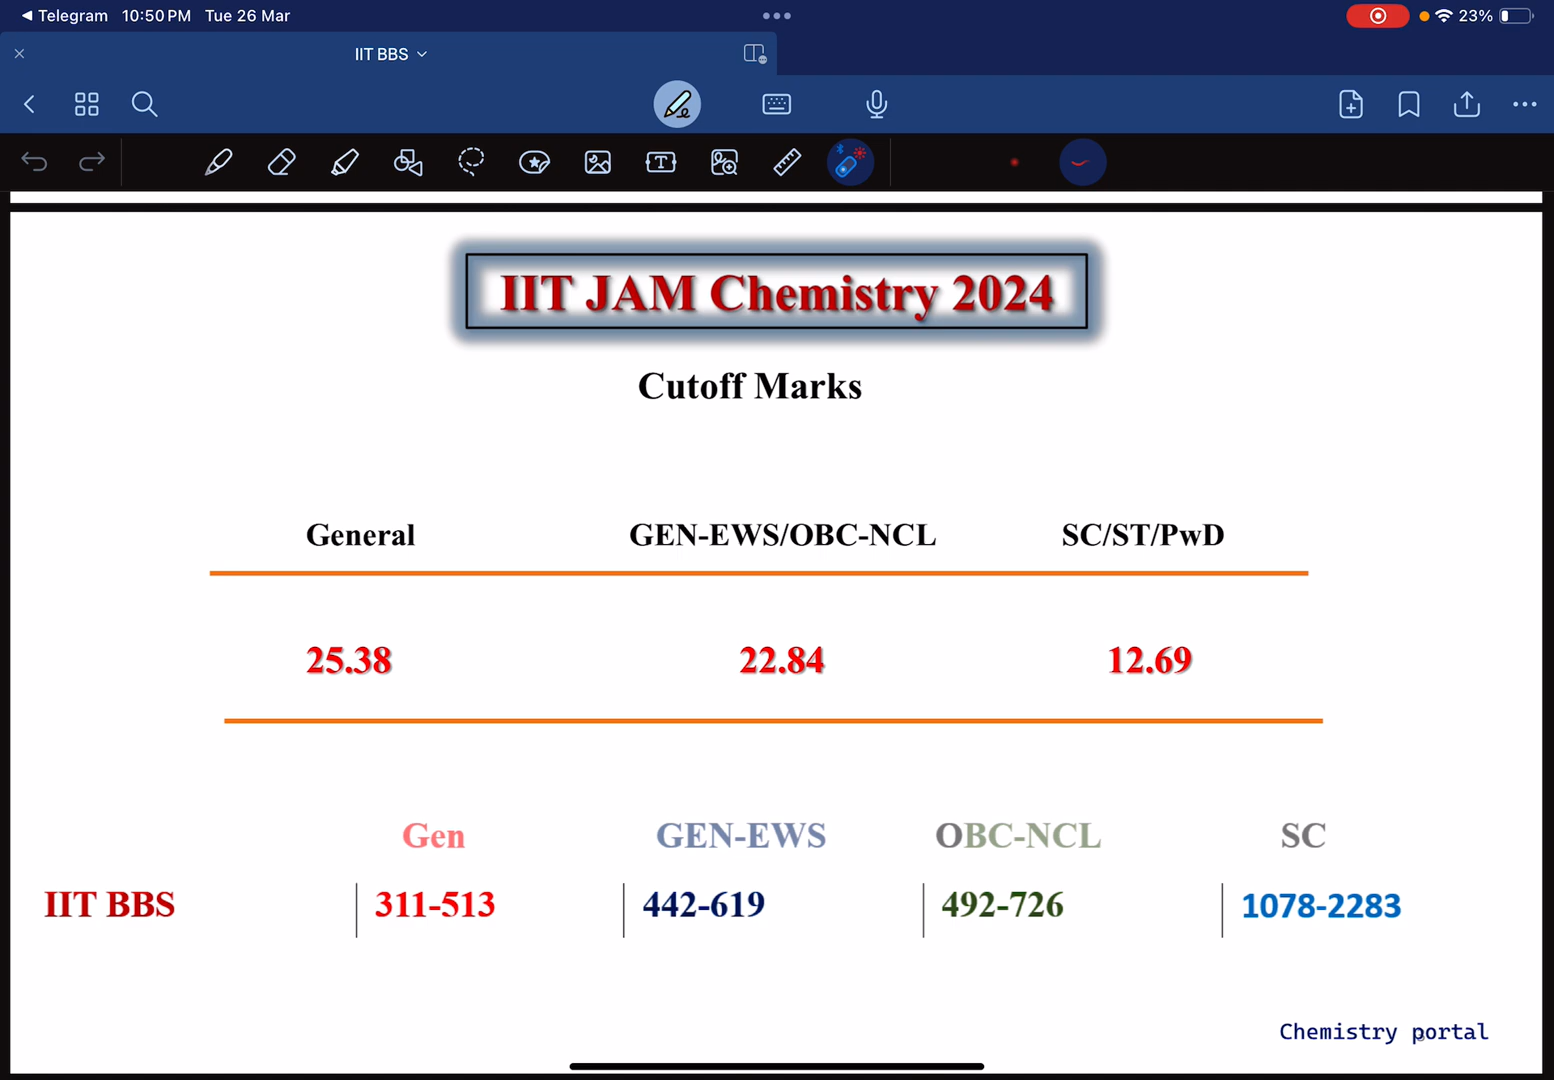 Telegram 10:50 PM Tue 26 Mar 23%
IIT BBS
IIT JAM Chemistry 2024
Cutoff Marks
General GEN-EWS/OBC-NCL SC/ST/PwD
25.38 22.84 12.69
Gen GEN-EWS OBC-NCL SC
IIT BBS 311-513 442-619 492-726 1078-2283
Chemistry portal